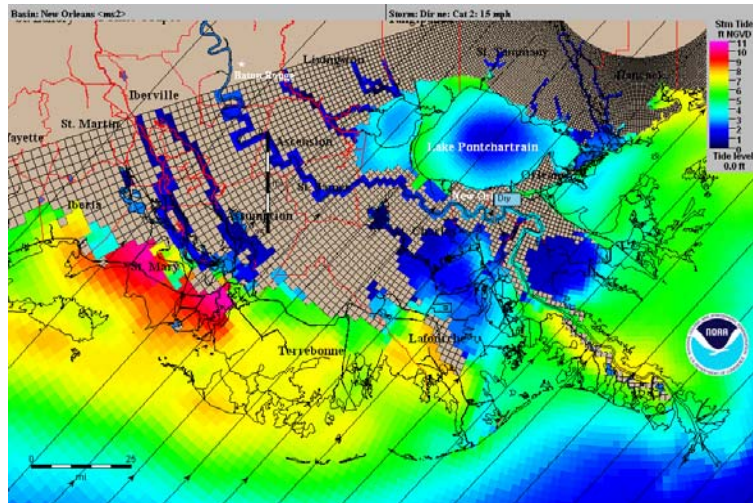 Basin: New Orleans <ms2>
Storm: Dir ne: Cat 2: 15 mph
Stm Tide
ft NGVD
11
10
9
8
7
6
5
4
3
2
1
0
Tide level
0.0 ft
Livingston
St. Tammany
Hancock
Baton Rouge
Iberville
St. Martin
Ascension
Lake Pontchartrain
Iberia
Orleans
Dry
St. Mary
Terrebonne
Lafourche
NOAA
0 25
mi